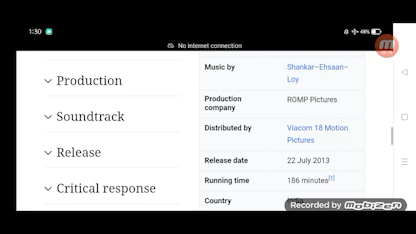 1:30
48%
No internet connection
Production
Soundtrack
Release
Critical response
Music by
Shankar–Ehsaan–
Loy
Production
company
ROMP Pictures
Distributed by
Viacom 18 Motion
Pictures
Release date
22 July 2013
Running time
186 minutes[1]
Country
Recorded by
Mobizen